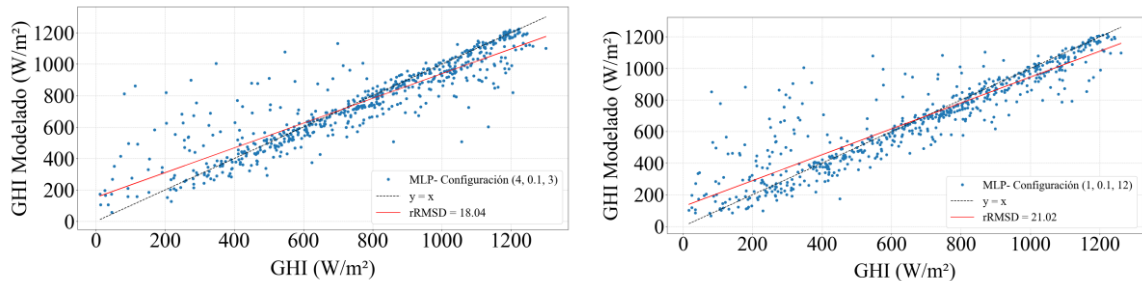 GHI Modelado (W/m²)
1200
1000
800
600
400
200
0
MLP- Configuración (4, 0.1, 3)
y = x
rRMSD = 18.04
0 200 400 600 800 1000 1200
GHI (W/m²)
GHI Modelado (W/m²)
1200
1000
800
600
400
200
0
MLP- Configuración (1, 0.1, 12)
y = x
rRMSD = 21.02
0 200 400 600 800 1000 1200
GHI (W/m²)